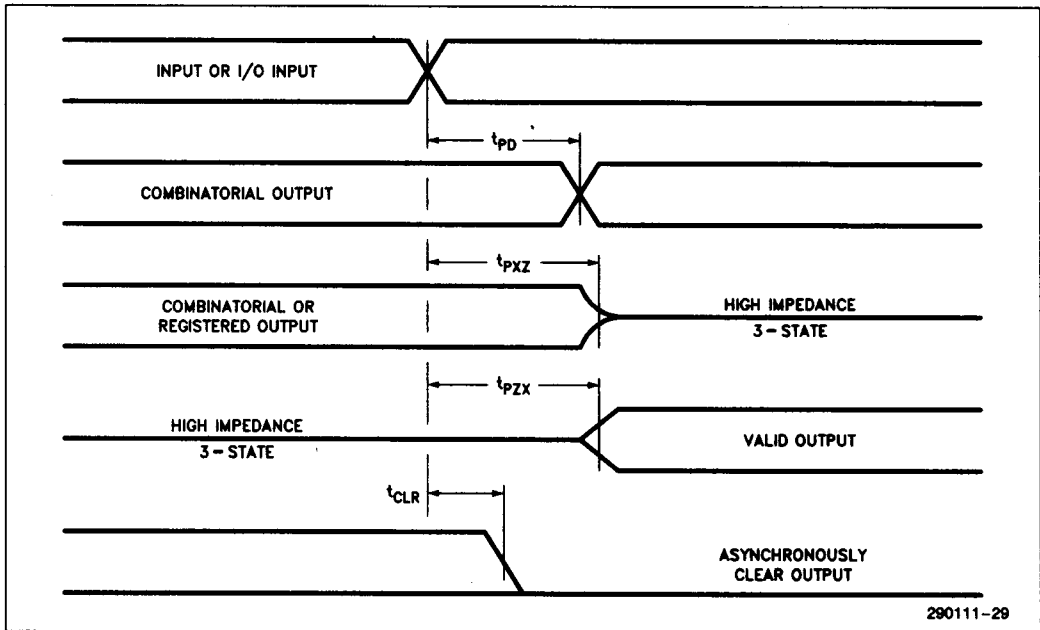 INPUT OR I/O INPUT
tPD
COMBINATORIAL OUTPUT
tPXZ
COMBINATORIAL OR
REGISTERED OUTPUT
HIGH IMPEDANCE
3-STATE
tPZX
HIGH IMPEDANCE
3-STATE
VALID OUTPUT
tCLR
ASYNCHRONOUSLY
CLEAR OUTPUT
290111-29